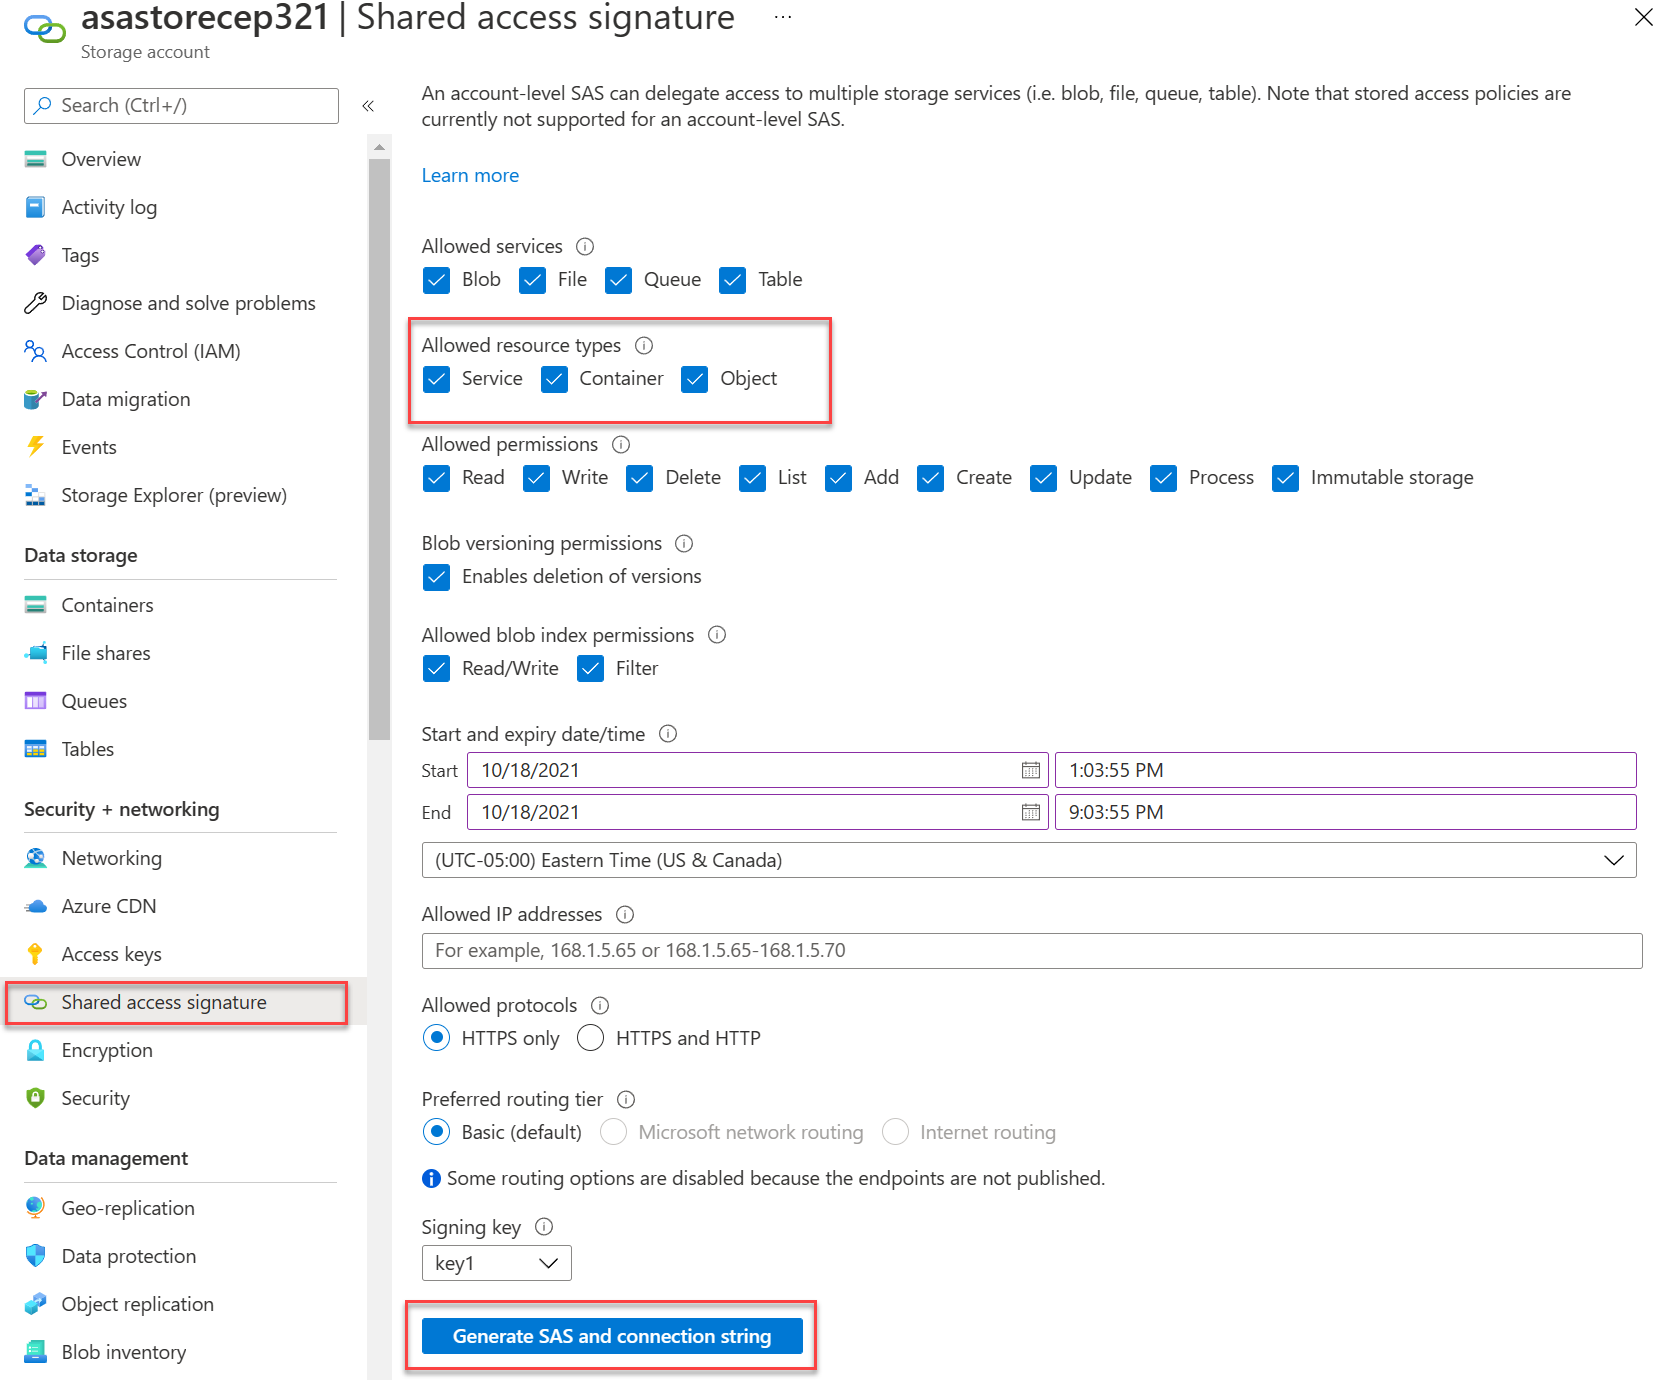 asastorecep321 | Shared access signature ...
Storage account
Search (Ctrl+/)
«
Overview
Activity log
Tags
Diagnose and solve problems
Access Control (IAM)
Data migration
Events
Storage Explorer (preview)
Data storage
Containers
File shares
Queues
Tables
Security + networking
Networking
Azure CDN
Access keys
Shared access signature
Encryption
Security
Data management
Geo-replication
Data protection
Object replication
Blob inventory
An account-level SAS can delegate access to multiple storage services (i.e. blob, file, queue, table). Note that stored access policies are
currently not supported for an account-level SAS.
Learn more
Allowed services
Blob File Queue Table
Allowed resource types
Service Container Object
Allowed permissions
Read Write Delete List Add Create Update Process Immutable storage
Blob versioning permissions
Enables deletion of versions
Allowed blob index permissions
Read/Write Filter
Start and expiry date/time
Start 10/18/2021 1:03:55 PM
End 10/18/2021 9:03:55 PM
(UTC-05:00) Eastern Time (US & Canada)
Allowed IP addresses
For example, 168.1.5.65 or 168.1.5.65-168.1.5.70
Allowed protocols
HTTPS only HTTPS and HTTP
Preferred routing tier
Basic (default) Microsoft network routing Internet routing
Some routing options are disabled because the endpoints are not published.
Signing key
key1
Generate SAS and connection string